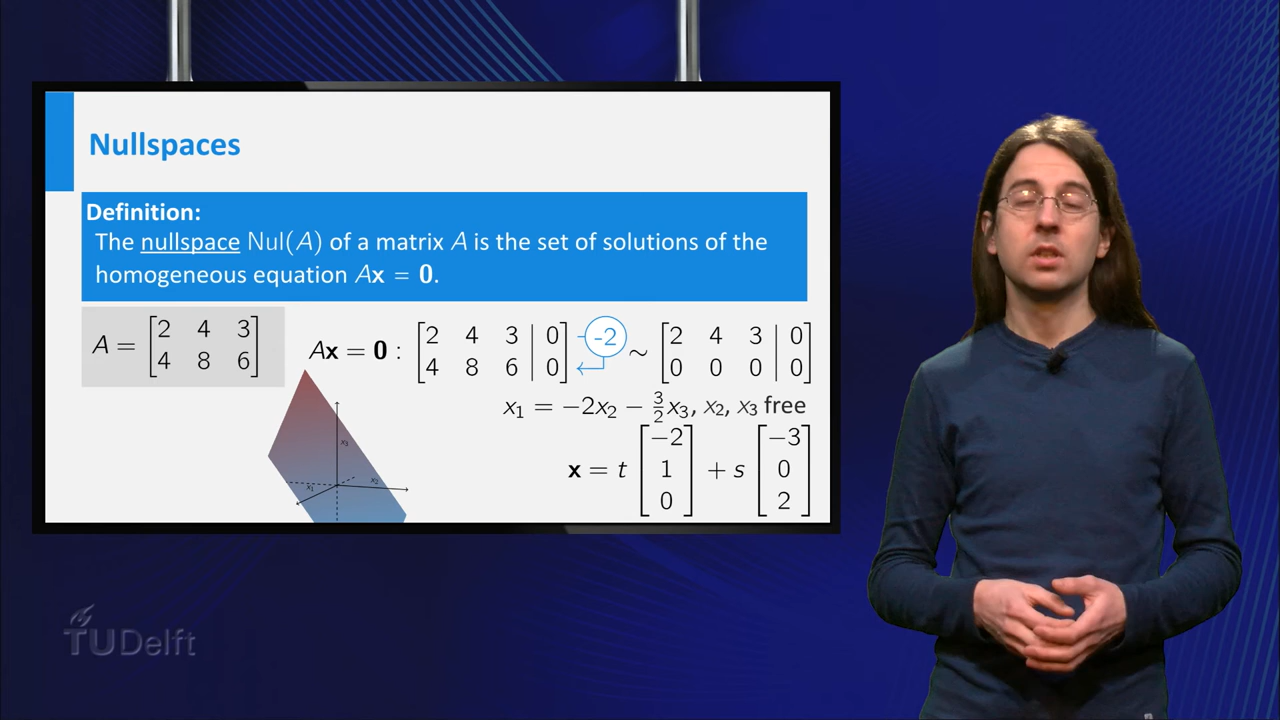 Nullspaces
Definition:
The nullspace Nul(A) of a matrix A is the set of solutions of the
homogeneous equation Ax = 0.
A = [2 4 3]
[4 8 6]
Ax = 0 : [2 4 3 | 0] -2 ~ [2 4 3 | 0]
[4 8 6 | 0] [0 0 0 | 0]
x₁ = −2x₂ − 3/2 x₃, x₂, x₃ free
x = t [−2] + s [−3]
[1] [0]
[0] [2]
x₃
x₁ x₂
TUDelft